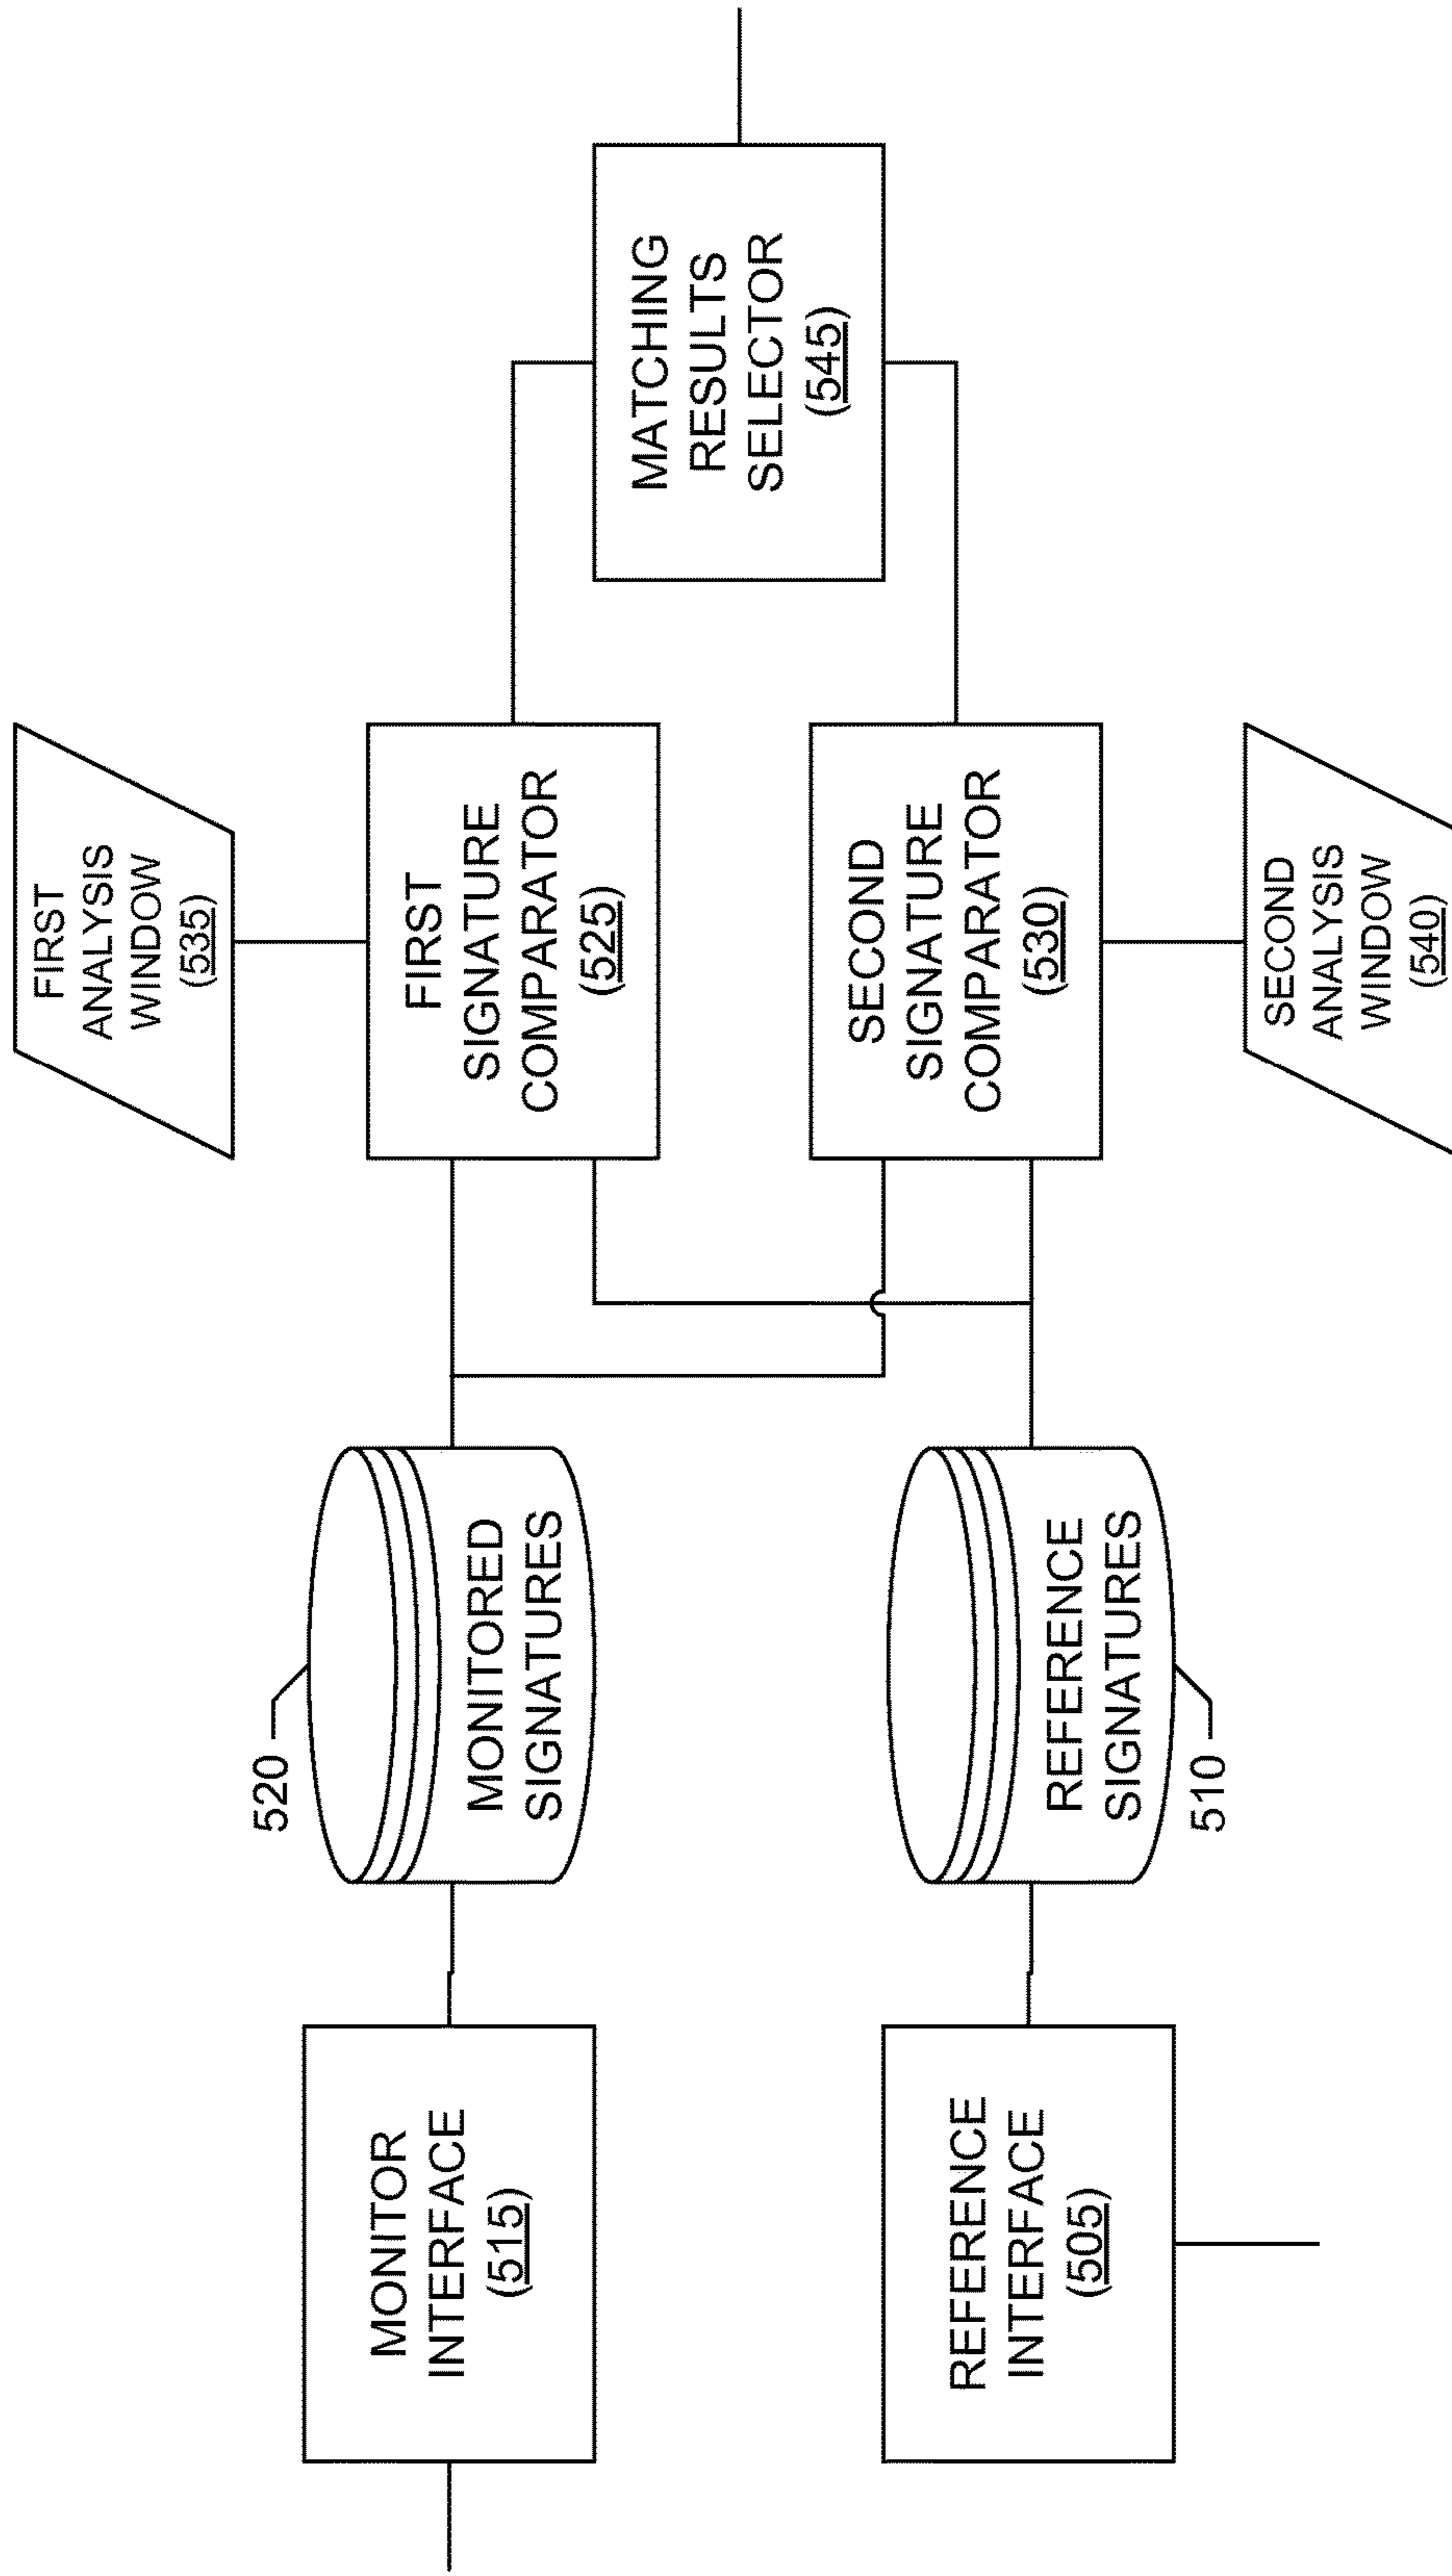 MONITOR
INTERFACE
(515)
520
MONITORED
SIGNATURES
FIRST
ANALYSIS
WINDOW
(535)
FIRST
SIGNATURE
COMPARATOR
(525)
MATCHING
RESULTS
SELECTOR
(545)
REFERENCE
INTERFACE
(505)
REFERENCE
SIGNATURES
510
SECOND
SIGNATURE
COMPARATOR
(530)
SECOND
ANALYSIS
WINDOW
(540)